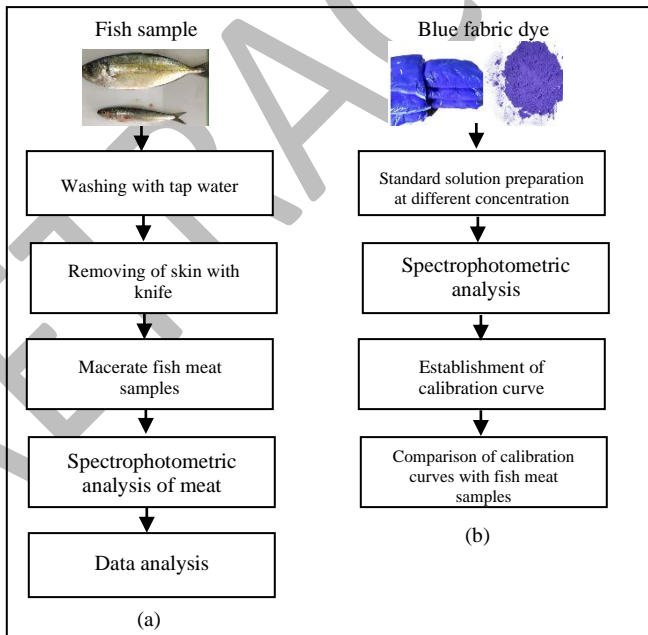 Fish sample
Washing with tap water
Removing of skin with
knife
Macerate fish meat
samples
Spectrophotometric
analysis of meat
Data analysis
(a)
Blue fabric dye
Standard solution preparation
at different concentration
Spectrophotometric
analysis
Establishment of
calibration curve
Comparison of calibration
curves with fish meat
samples
(b)